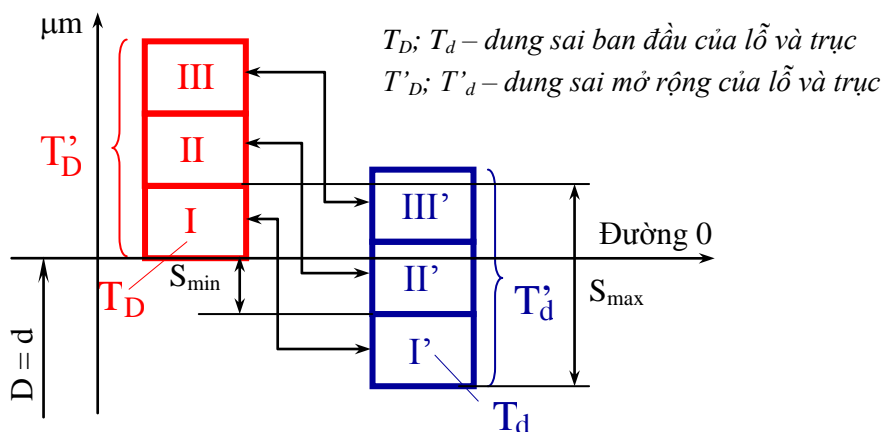 μm
T_D; T_d – dung sai ban đầu của lỗ và trục
T’_D; T’_d – dung sai mở rộng của lỗ và trục
III
II
T’_D
I
III’
Đường 0
T_D
S_min
II’
T’_d
S_max
I’
D = d
T_d